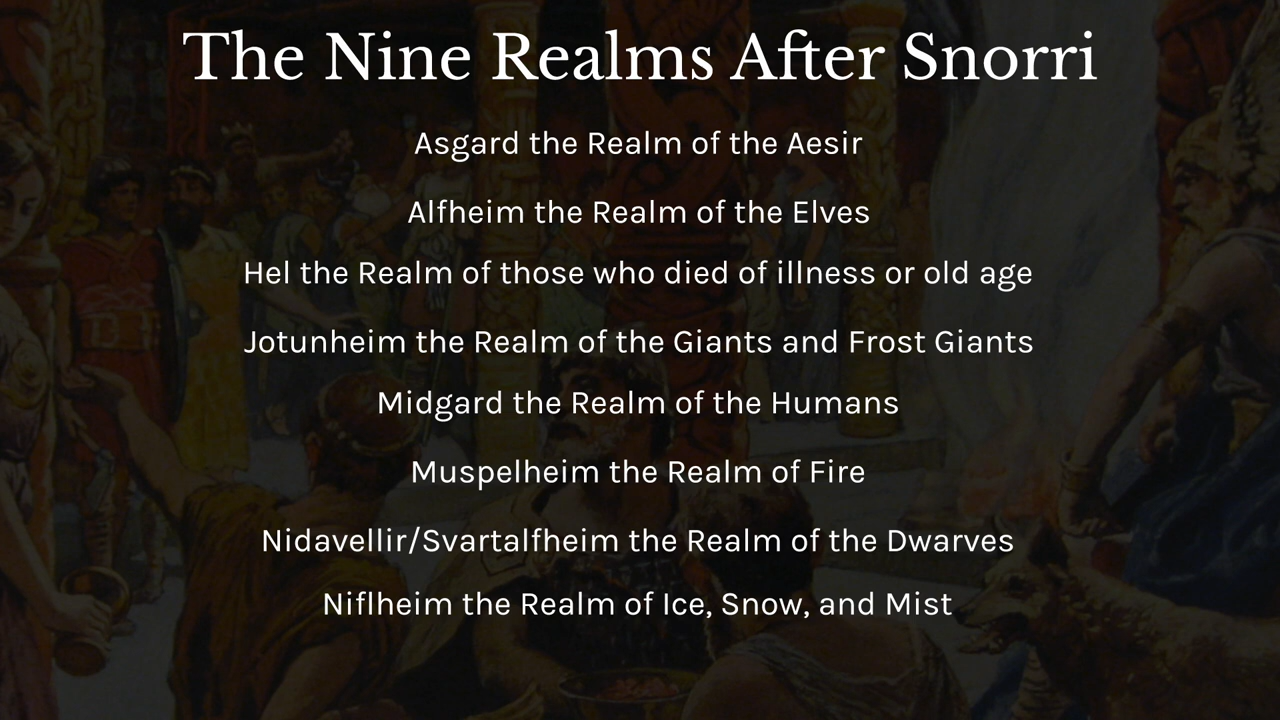 The Nine Realms After Snorri
Asgard the Realm of the Aesir
Alfheim the Realm of the Elves
Hel the Realm of those who died of illness or old age
Jotunheim the Realm of the Giants and Frost Giants
Midgard the Realm of the Humans
Muspelheim the Realm of Fire
Nidavellir/Svartalfheim the Realm of the Dwarves
Niflheim the Realm of Ice, Snow, and Mist